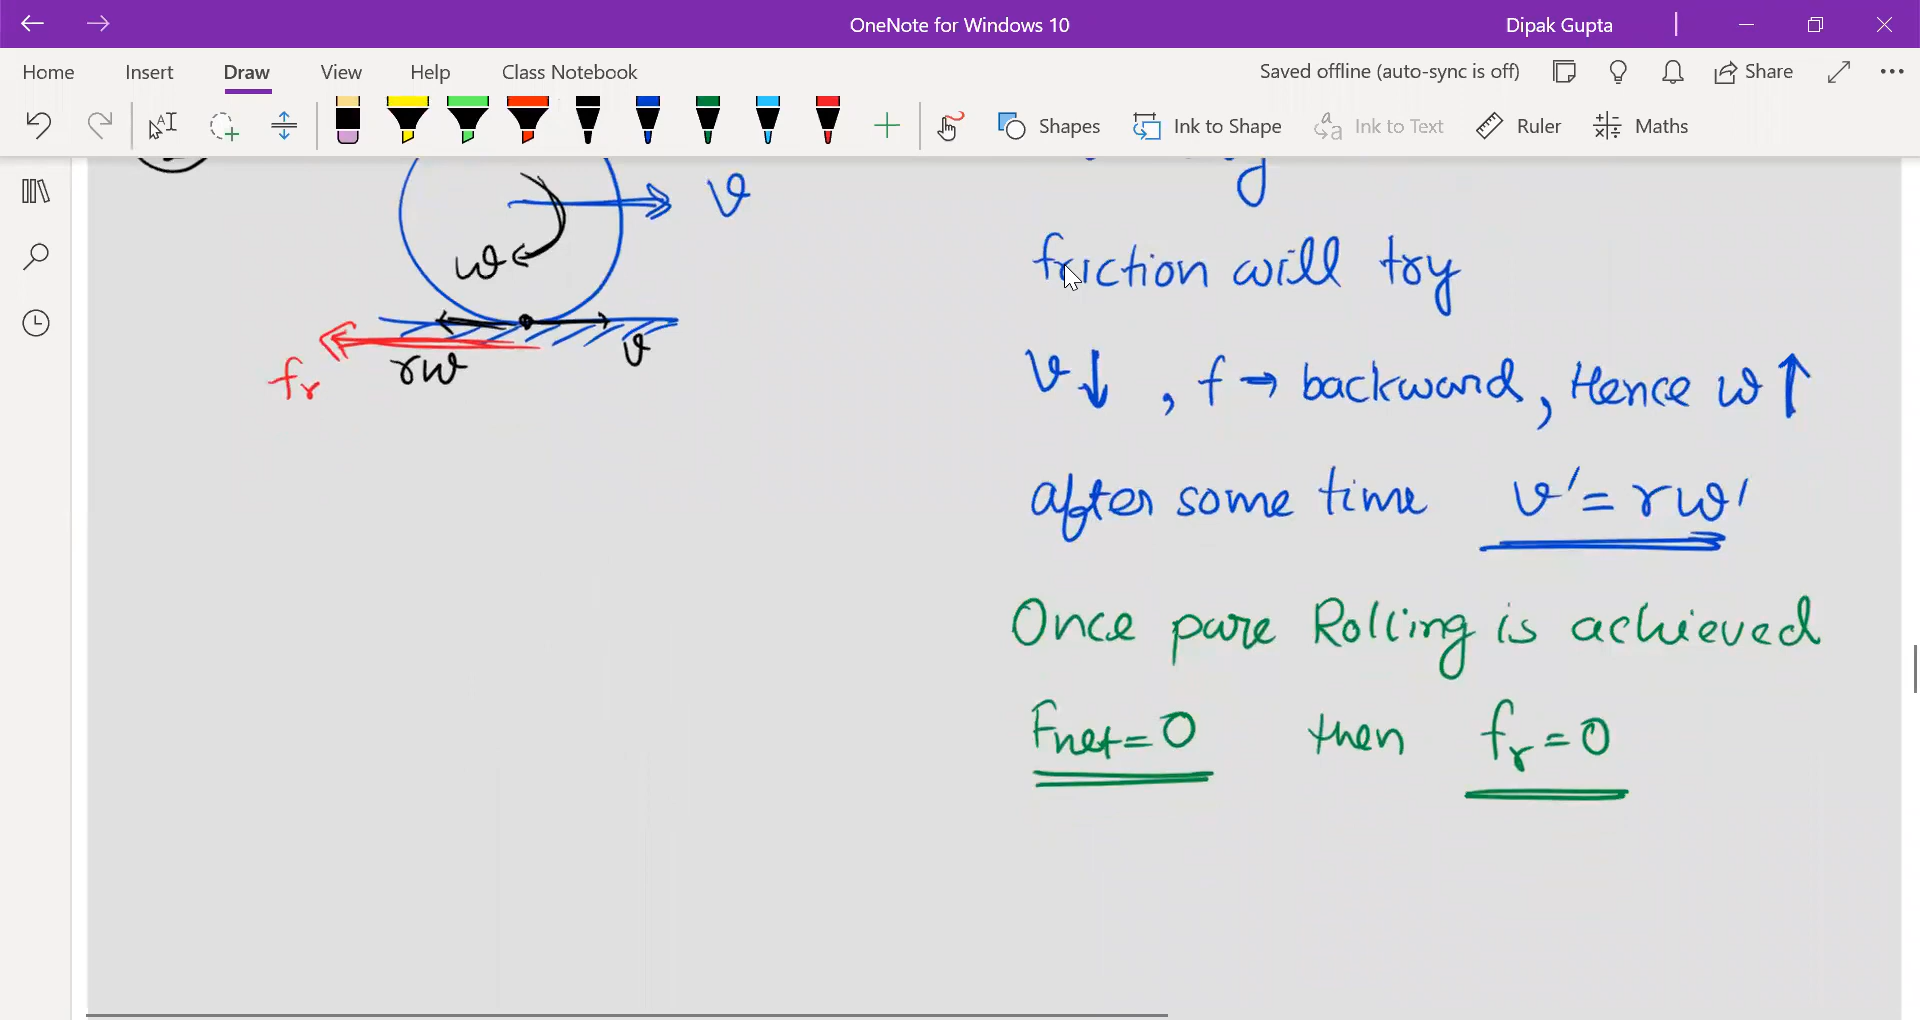 OneNote for Windows 10
Dipak Gupta
Home Insert Draw View Help Class Notebook
Saved offline (auto-sync is off) Share
Shapes Ink to Shape Ink to Text Ruler Maths
v
ω
fr
rω
v
friction will try
v↓, f → backward, Hence ω↑
after some time v' = rω'
Once pure Rolling is achieved
Fnet = 0 then fr = 0